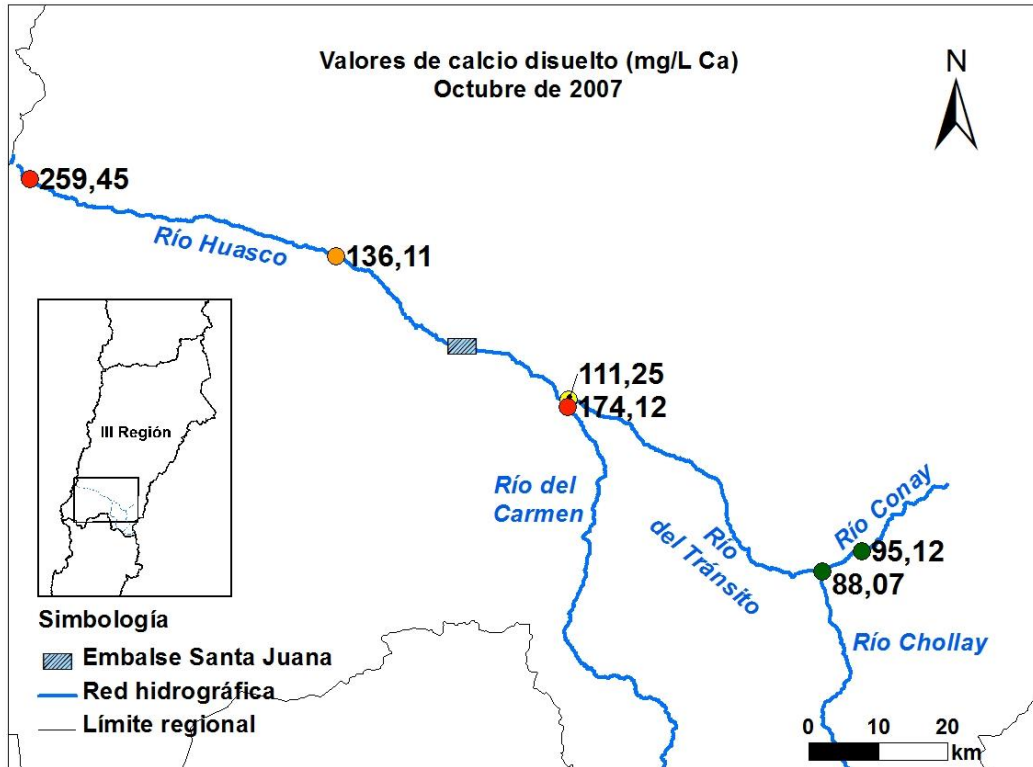 Valores de calcio disuelto (mg/L Ca)
Octubre de 2007
N
259,45
Río Huasco
136,11
111,25
174,12
III Región
Río del
Carmen
Río
del Tránsito
Río Conay
95,12
88,07
Río Chollay
Simbología
Embalse Santa Juana
Red hidrográfica
Límite regional
0 10 20
km